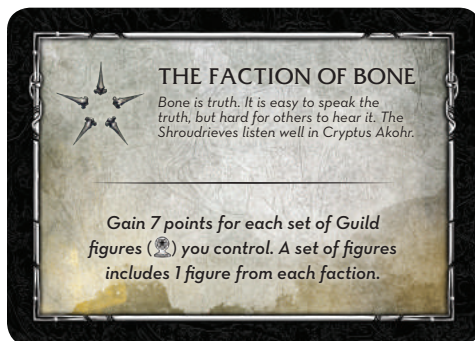 THE FACTION OF BONE
Bone is truth. It is easy to speak the
truth, but hard for others to hear it. The
Shroudrieves listen well in Cryptus Akohr.
Gain 7 points for each set of Guild
figures () you control. A set of figures
includes 1 figure from each faction.